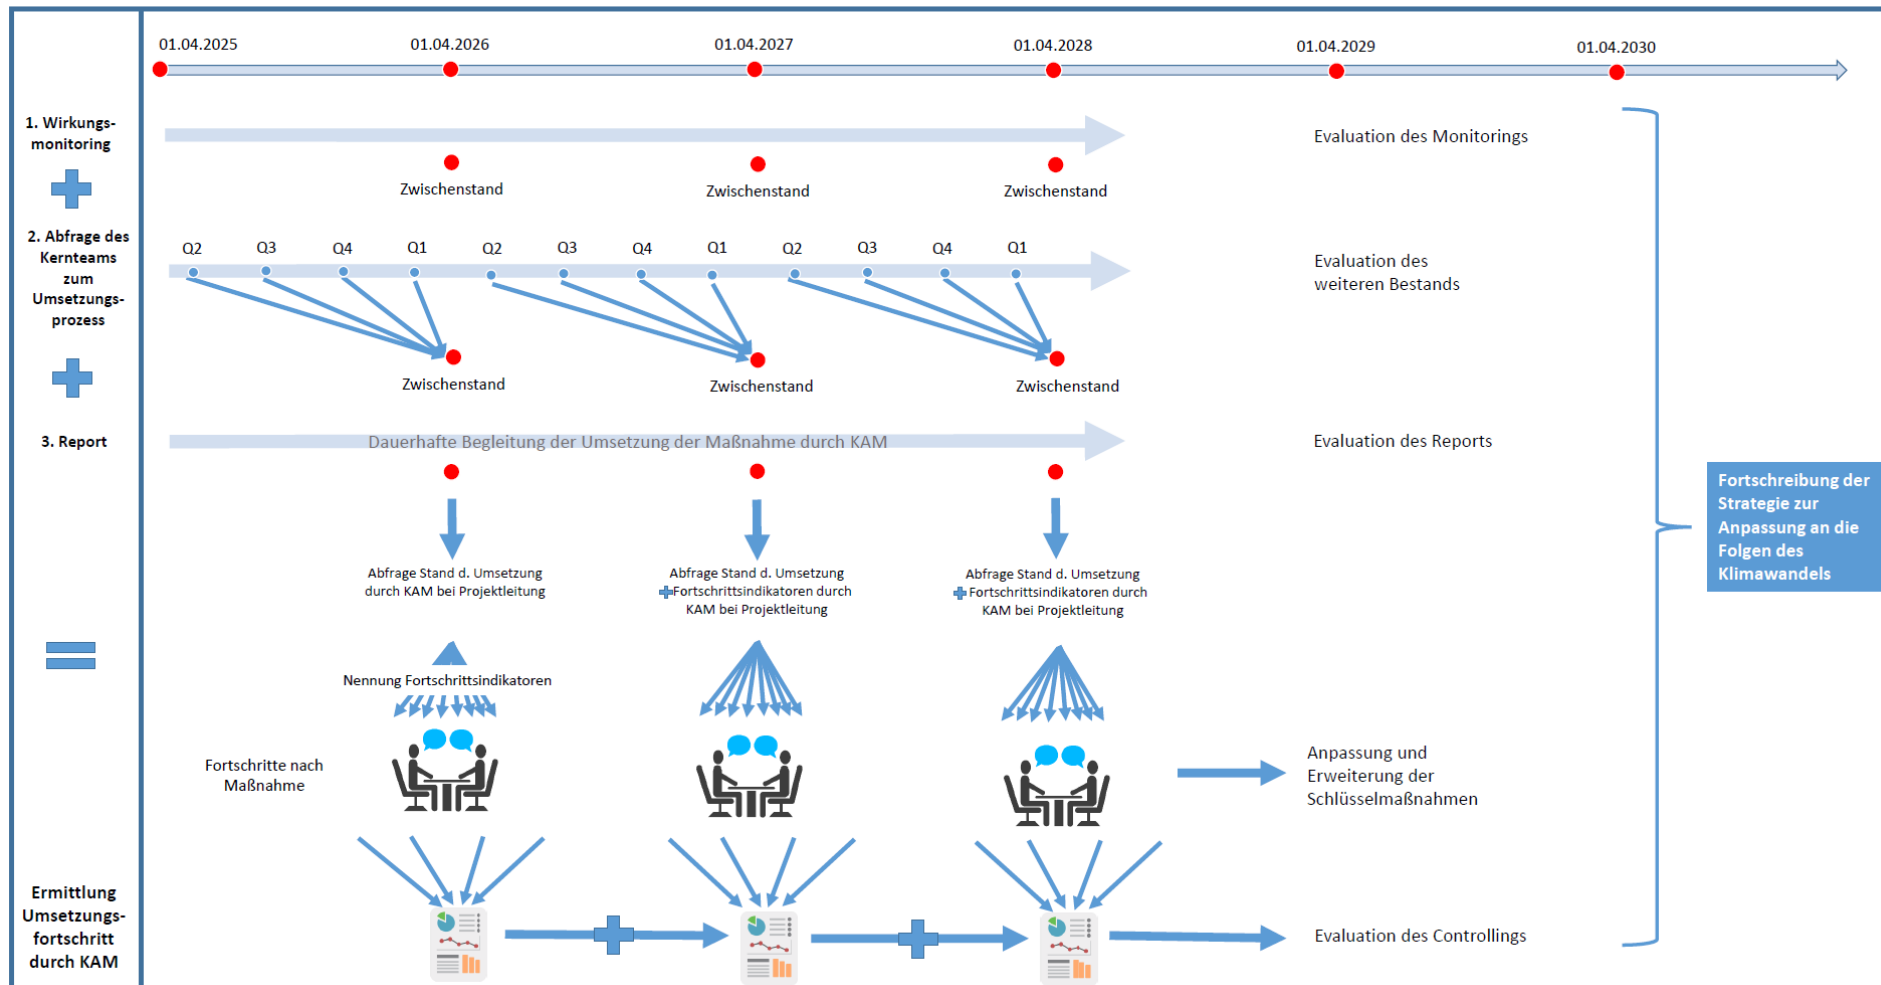 01.04.2025
01.04.2026
01.04.2027
01.04.2028
01.04.2029
01.04.2030
1. Wirkungs-
monitoring
Evaluation des Monitorings
Zwischenstand
Zwischenstand
Zwischenstand
2. Abfrage des
Kernteams
zum
Umsetzungs-
prozess
Q2
Q3
Q4
Q1
Q2
Q3
Q4
Q1
Q2
Q3
Q4
Q1
Evaluation des
weiteren Bestands
Zwischenstand
Zwischenstand
Zwischenstand
3. Report
Dauerhafte Begleitung der Umsetzung der Maßnahme durch KAM
Evaluation des Reports
Abfrage Stand d. Umsetzung
durch KAM bei Projektleitung
Abfrage Stand d. Umsetzung
Fortschrittsindikatoren durch
KAM bei Projektleitung
Abfrage Stand d. Umsetzung
Fortschrittsindikatoren durch
KAM bei Projektleitung
Nennung Fortschrittsindikatoren
Fortschritte nach
Maßnahme
Anpassung und
Erweiterung der
Schlüsselmaßnahmen
Ermittlung
Umsetzungs-
fortschritt
durch KAM
Evaluation des Controllings
Fortschreibung der
Strategie zur
Anpassung an die
Folgen des
Klimawandels